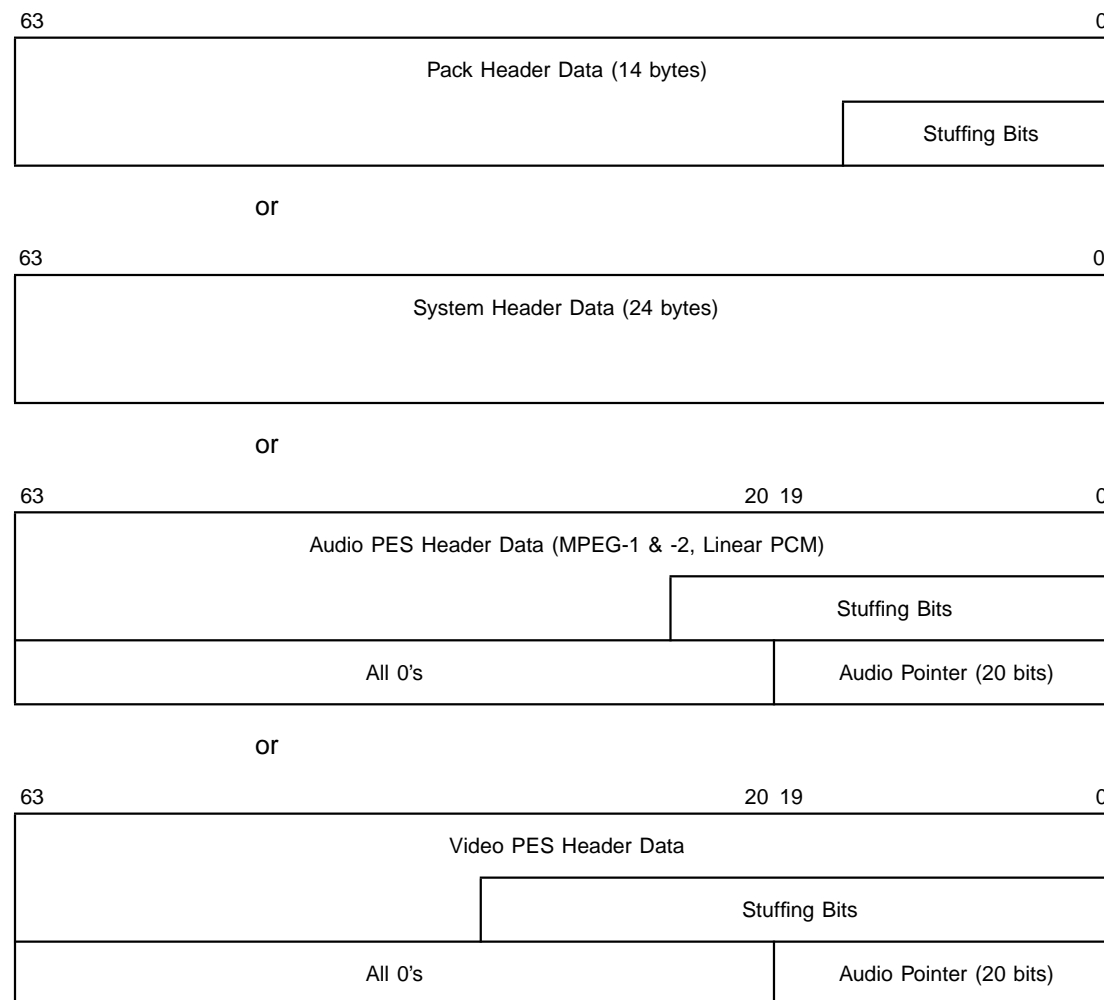 63 0
Pack Header Data (14 bytes)
Stuffing Bits
or
63 0
System Header Data (24 bytes)
or
63 20 19 0
Audio PES Header Data (MPEG-1 & -2, Linear PCM)
Stuffing Bits
All 0's Audio Pointer (20 bits)
or
63 20 19 0
Video PES Header Data
Stuffing Bits
All 0's Audio Pointer (20 bits)